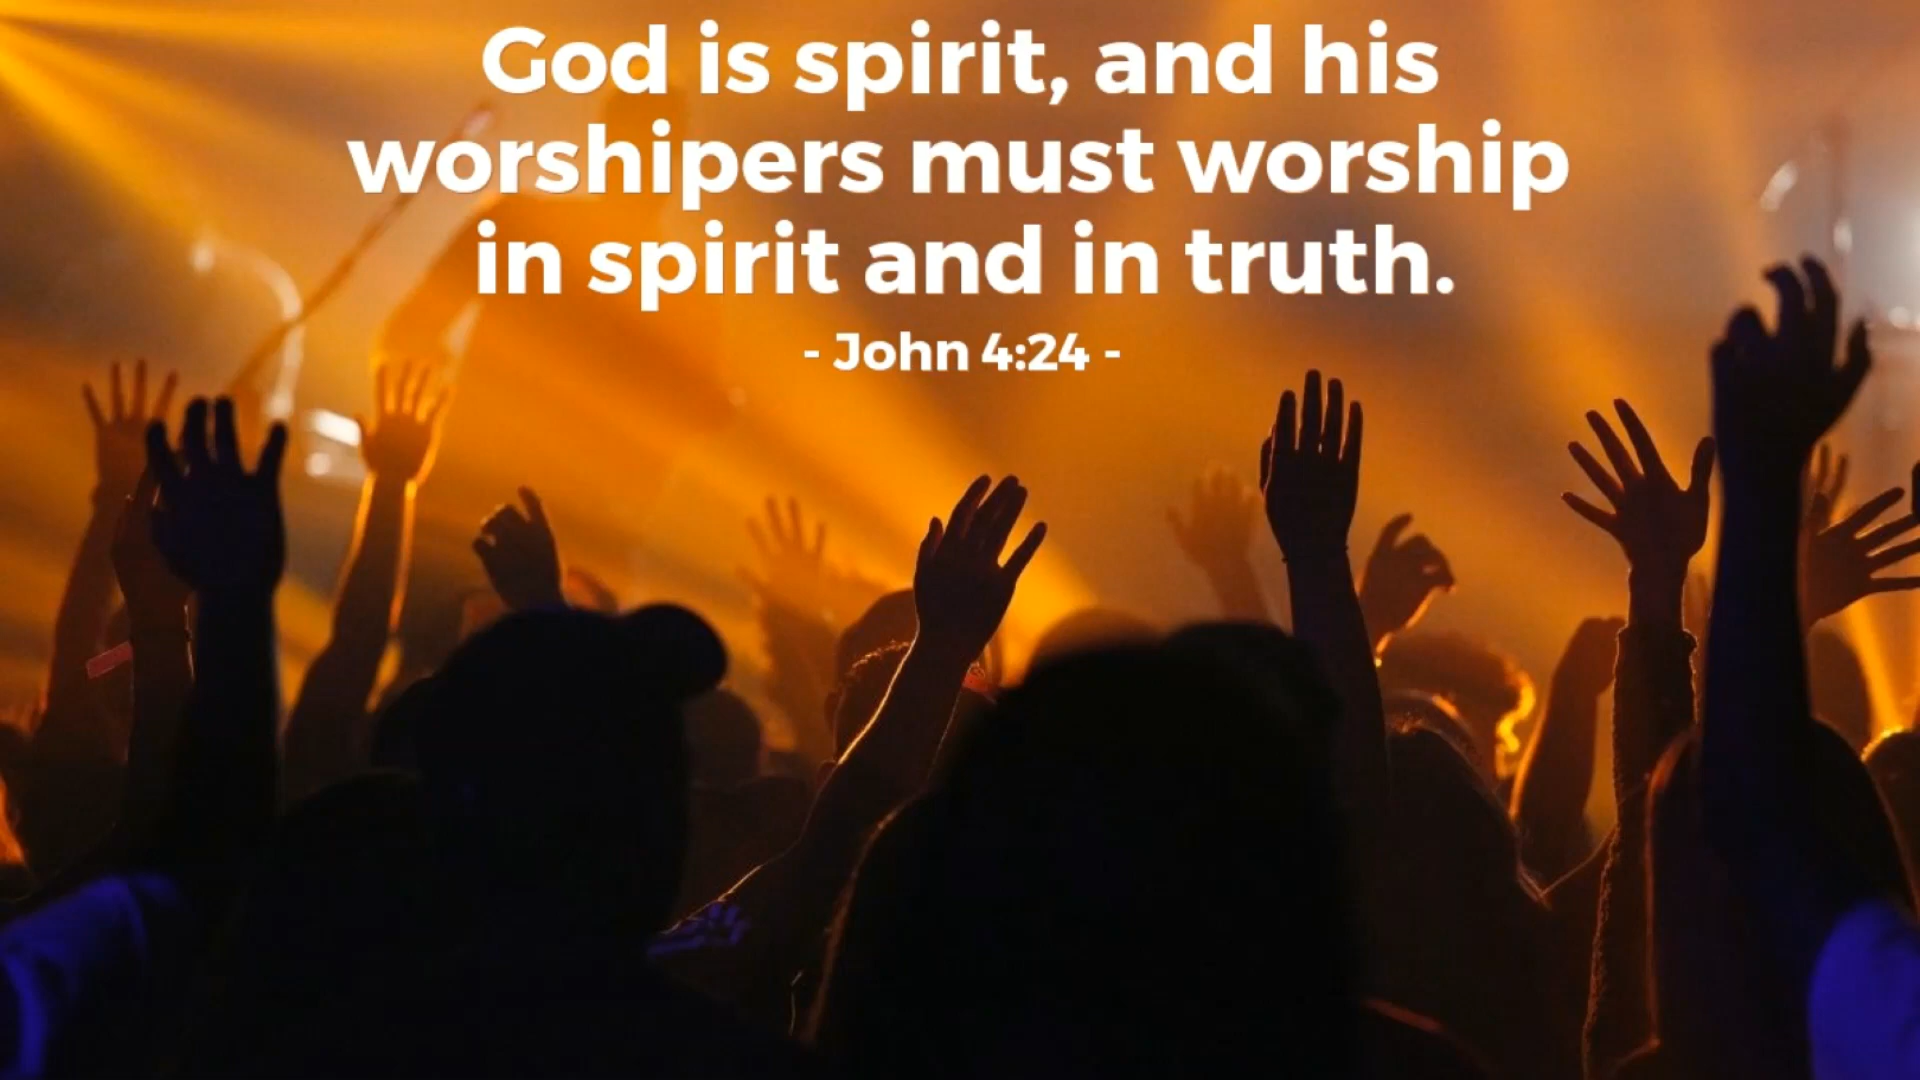 God is spirit, and his
worshipers must worship
in spirit and in truth.
- John 4:24 -